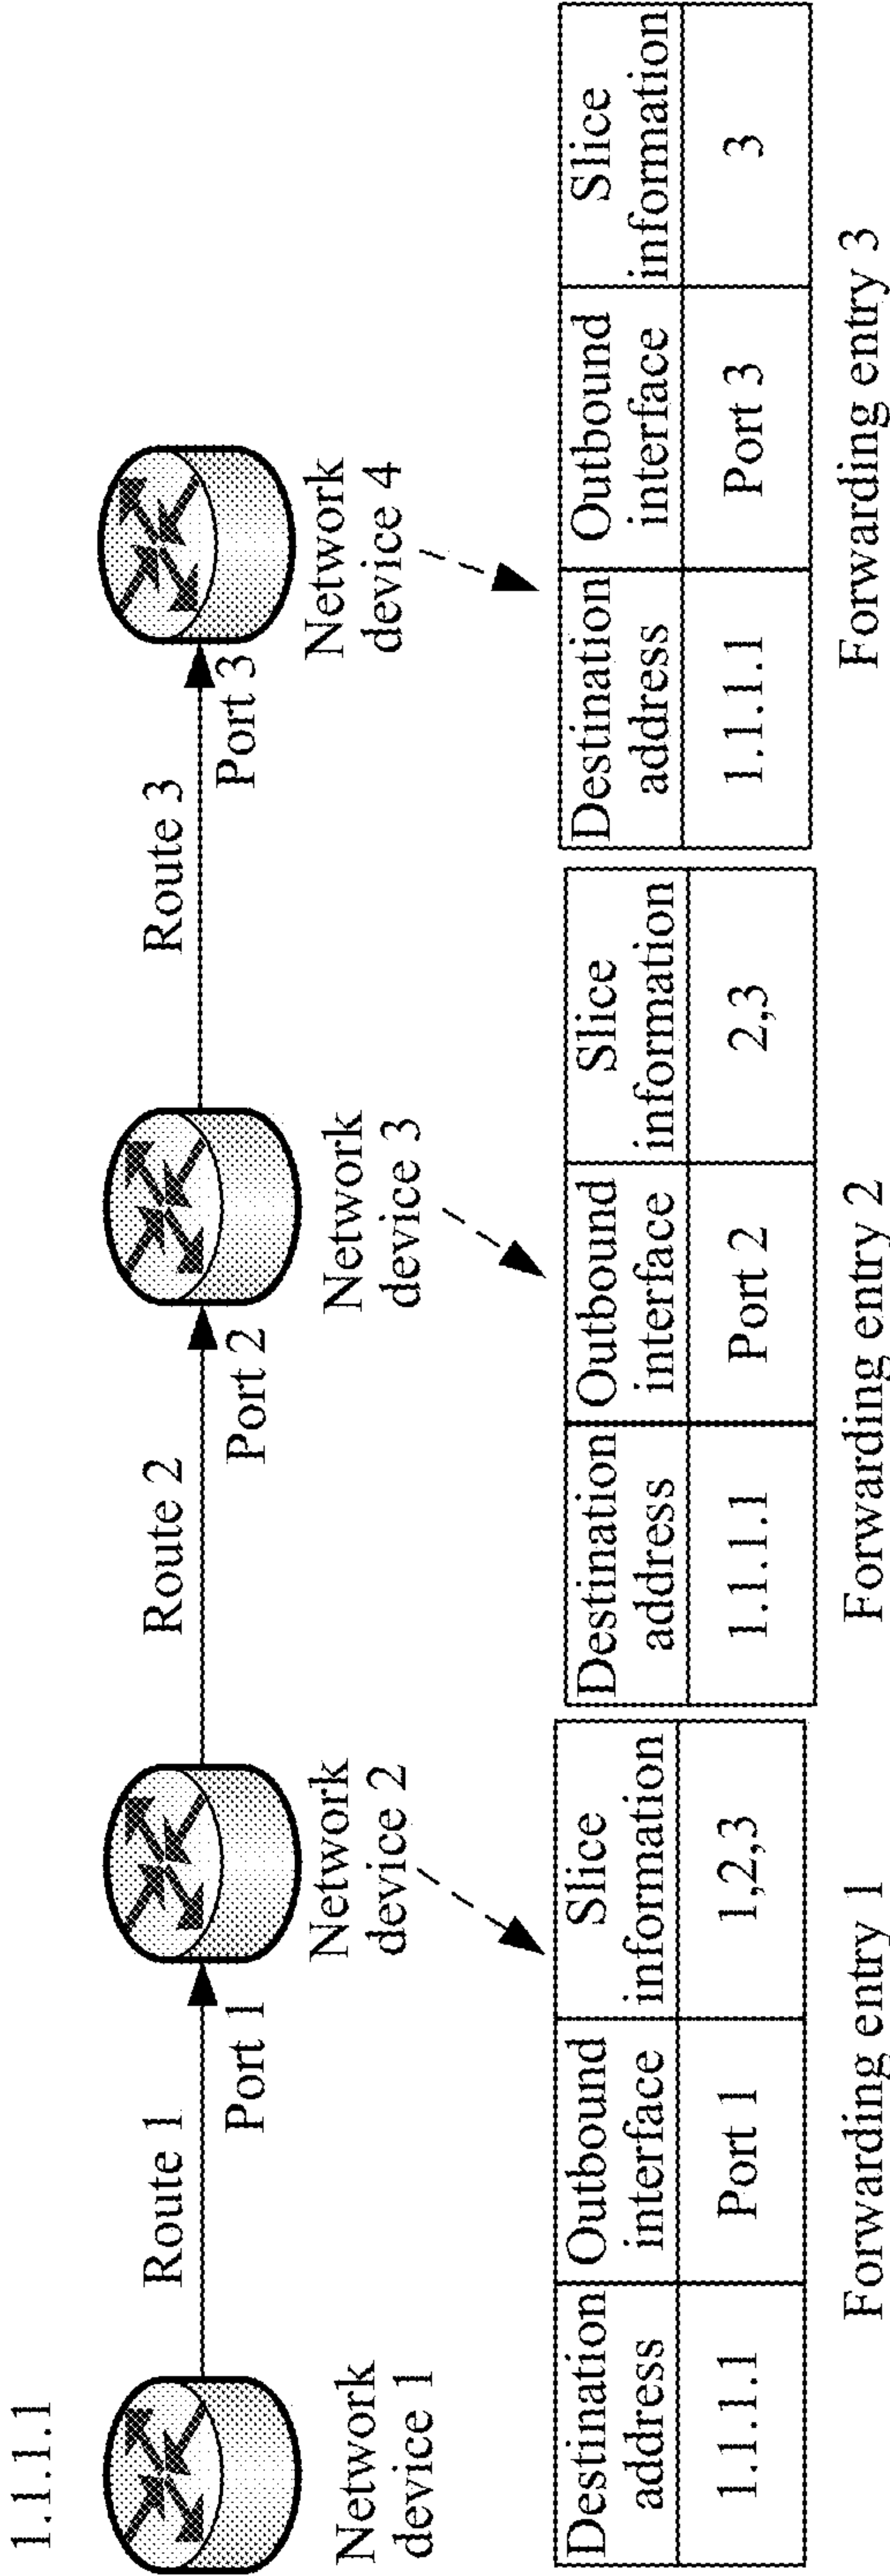 1.1.1.1
Route 1
Route 2
Route 3
Port 1
Port 2
Port 3
Network
device 1
Network
device 2
Network
device 3
Network
device 4
Destination
address
Outbound
interface
Slice
information
1.1.1.1
Port 1
1,2,3
Forwarding entry 1
Destination
address
Outbound
interface
Slice
information
1.1.1.1
Port 2
2,3
Forwarding entry 2
Destination
address
Outbound
interface
Slice
information
1.1.1.1
Port 3
3
Forwarding entry 3